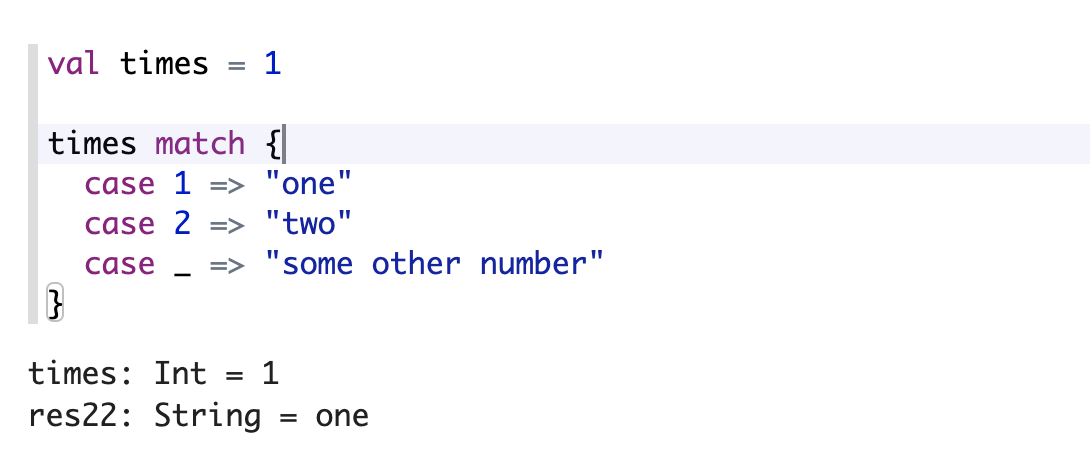 val times = 1
times match {
  case 1 => "one"
  case 2 => "two"
  case _ => "some other number"
}
times: Int = 1
res22: String = one